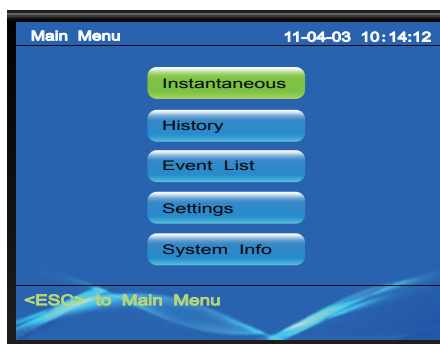 Main Menu 11-04-03 10:14:12
Instantaneous
History
Event List
Settings
System Info
<ESC> to Main Menu